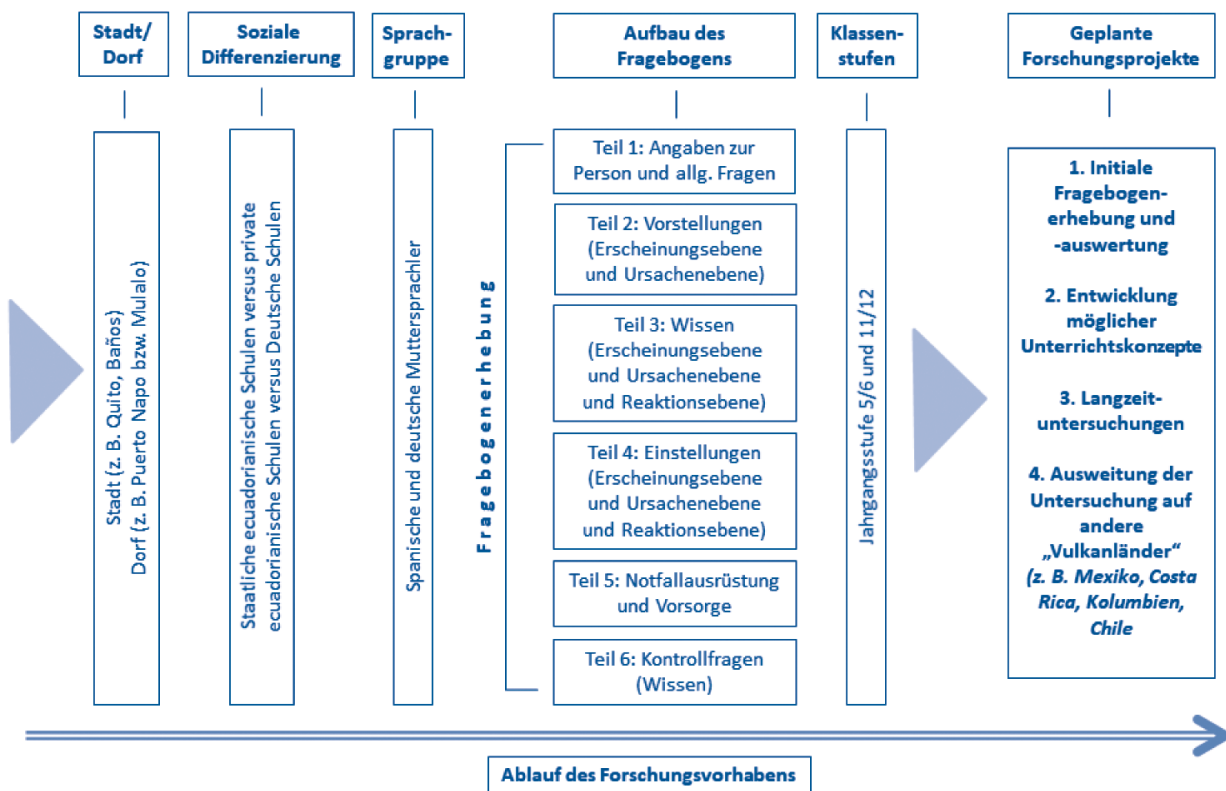 Stadt/
Dorf
Soziale
Differenzierung
Sprach-
gruppe
Aufbau des
Fragebogens
Klassen-
stufen
Geplante
Forschungsprojekte
Stadt (z. B. Quito, Baños)
Dorf (z. B. Puerto Napo bzw. Mulalo)
Staatliche ecuadorianische Schulen versus private
ecuadorianische Schulen versus Deutsche Schulen
Spanische und deutsche Muttersprachler
Fragebogenerhebung
Teil 1: Angaben zur
Person und allg. Fragen
Teil 2: Vorstellungen
(Erscheinungsebene
und Ursachenebene)
Teil 3: Wissen
(Erscheinungsebene
und Ursachenebene
und Reaktionsebene)
Teil 4: Einstellungen
(Erscheinungsebene
und Ursachenebene
und Reaktionsebene)
Teil 5: Notfallausrüstung
und Vorsorge
Teil 6: Kontrollfragen
(Wissen)
Jahrgangsstufe 5/6 und 11/12
1. Initiale
Fragebogen-
erhebung und
-auswertung
2. Entwicklung
möglicher
Unterrichtskonzepte
3. Langzeit-
untersuchungen
4. Ausweitung der
Untersuchung auf
andere
„Vulkanländer“
(z. B. Mexiko, Costa
Rica, Kolumbien,
Chile
Ablauf des Forschungsvorhabens